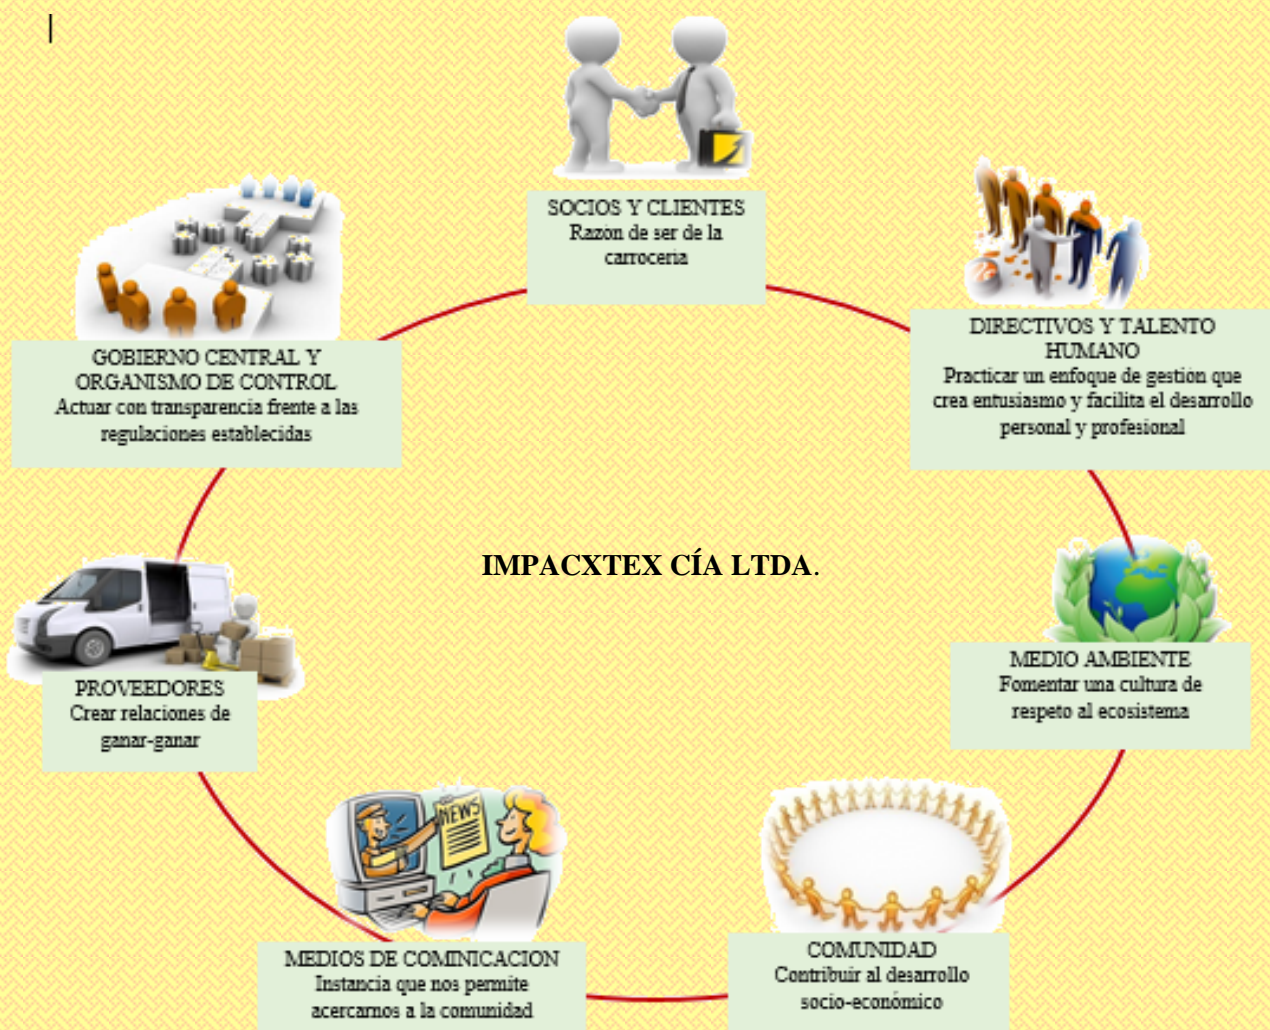 SOCIOS Y CLIENTES
Razón de ser de la
carroceria
DIRECTIVOS Y TALENTO
HUMANO
Practicar un enfoque de gestión que
crea entusiasmo y facilita el desarrollo
personal y profesional
GOBIERNO CENTRAL Y
ORGANISMO DE CONTROL
Actuar con transparencia frente a las
regulaciones establecidas
IMPACXTEX CÍA LTDA.
MEDIO AMBIENTE
Fomentar una cultura de
respeto al ecosistema
PROVEEDORES
Crear relaciones de
ganar-ganar
NEWS
MEDIOS DE COMINICACION
Instancia que nos permite
acercarnos a la comunidad
COMUNIDAD
Contribuir al desarrollo
socio-económico